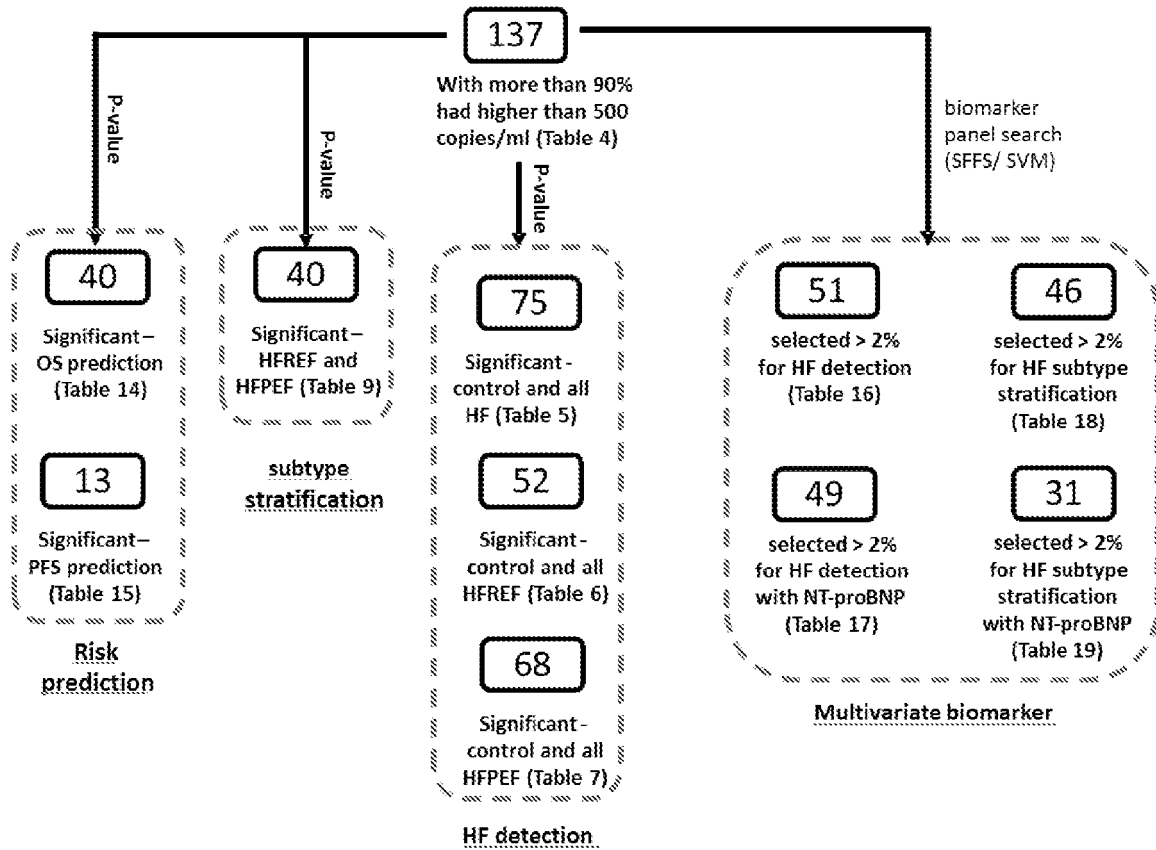 137
With more than 90%
had higher than 500
copies/ml (Table 4)
P-value
P-value
P-value
biomarker
panel search
(SFFS/ SVM)
40
Significant–
OS prediction
(Table 14)
13
Significant–
PFS prediction
(Table 15)
Risk
prediction
40
Significant–
HFREF and
HFPEF (Table 9)
subtype
stratification
75
Significant-
control and all
HF (Table 5)
52
Significant-
control and all
HFREF (Table 6)
68
Significant-
control and all
HFPEF (Table 7)
HF detection
51
selected > 2%
for HF detection
(Table 16)
46
selected > 2%
for HF subtype
stratification
(Table 18)
49
selected > 2%
for HF detection
with NT-proBNP
(Table 17)
31
selected > 2%
for HF subtype
stratification
with NT-proBNP
(Table 19)
Multivariate biomarker